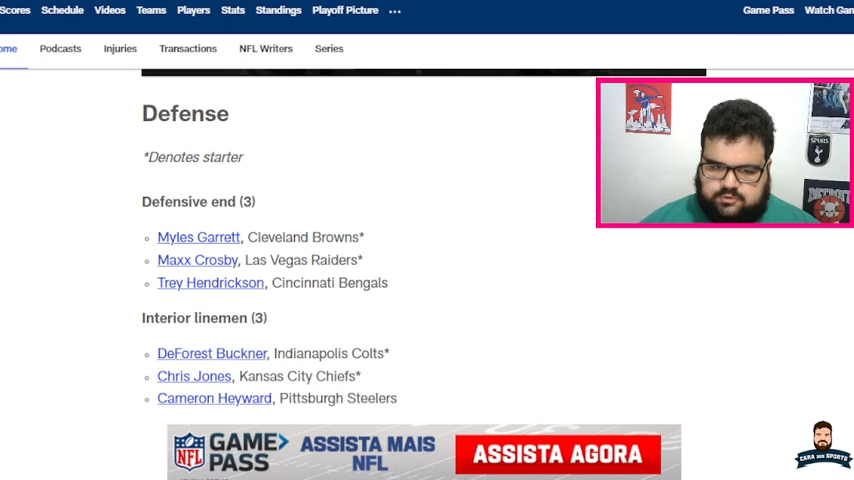 Scores Schedule Videos Teams Players Stats Standings Playoff Picture ••• Game Pass Watch Gam
ome Podcasts Injuries Transactions NFL Writers Series
Defense
*Denotes starter
Defensive end (3)
Myles Garrett, Cleveland Browns*
Maxx Crosby, Las Vegas Raiders*
Trey Hendrickson, Cincinnati Bengals
Interior linemen (3)
DeForest Buckner, Indianapolis Colts*
Chris Jones, Kansas City Chiefs*
Cameron Heyward, Pittsburgh Steelers
NFL GAME PASS ASSISTA MAIS NFL ASSISTA AGORA
SPURS
DETROIT
CARA DOS SPORTS